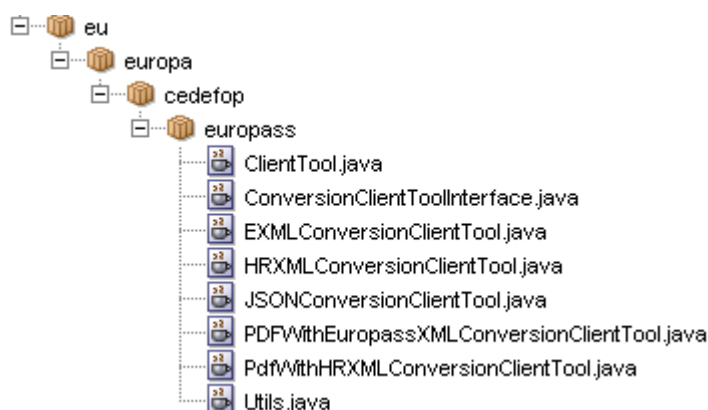 eu
europa
cedefop
europass
ClientTool.java
ConversionClientToolInterface.java
EXMLConversionClientTool.java
HRXMLConversionClientTool.java
JSONConversionClientTool.java
PDFWithEuropassXMLConversionClientTool.java
PdfWithHRXMLConversionClientTool.java
Utils.java